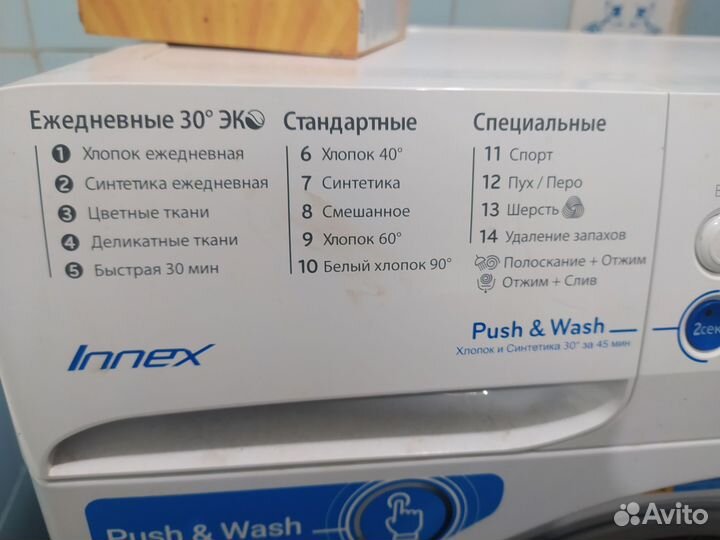 Ежедневные 30° ЭКО
1 Хлопок ежедневная
2 Синтетика ежедневная
3 Цветные ткани
4 Деликатные ткани
5 Быстрая 30 мин
Стандартные
6 Хлопок 40°
7 Синтетика
8 Смешанное
9 Хлопок 60°
10 Белый хлопок 90°
Специальные
11 Спорт
12 Пух / Перо
13 Шерсть
14 Удаление запахов
Полоскание + Отжим
Отжим + Слив
Push & Wash
Хлопок и Синтетика 30° за 45 мин
2сек
Innex
Push & Wash
Avito